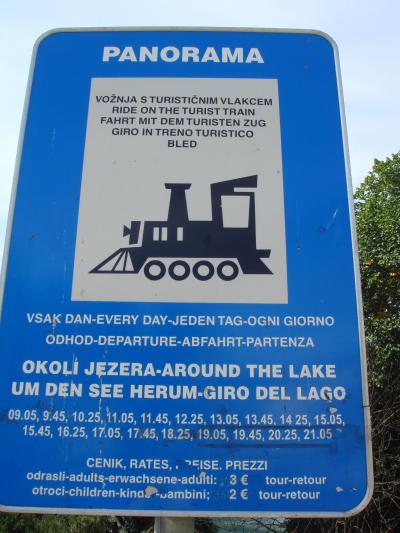 PANORAMA
VOŽNJA S TURISTIČNIM VLAKCEM
RIDE ON THE TURIST TRAIN
FAHRT MIT DEM TURISTEN ZUG
GIRO IN TRENO TURISTICO
BLED
VSAK DAN-EVERY DAY-JEDEN TAG-OGNI GIORNO
ODHOD-DEPARTURE-ABFAHRT-PARTENZA
OKOLI JEZERA-AROUND THE LAKE
UM DEN SEE HERUM-GIRO DEL LAGO
09.05, 9.45, 10.25, 11.05, 11.45, 12.25, 13.05, 13.45, 14.25, 15.05,
15.45, 16.25, 17.05, 17.45, 18.25, 19.05, 19.45, 20.25, 21.05
CENIK, RATES, PREISE, PREZZI
odrasli-adults-erwachsene-adulti: 3 € tour-retour
otroci-children-kinder-bambini; 2 € tour-retour